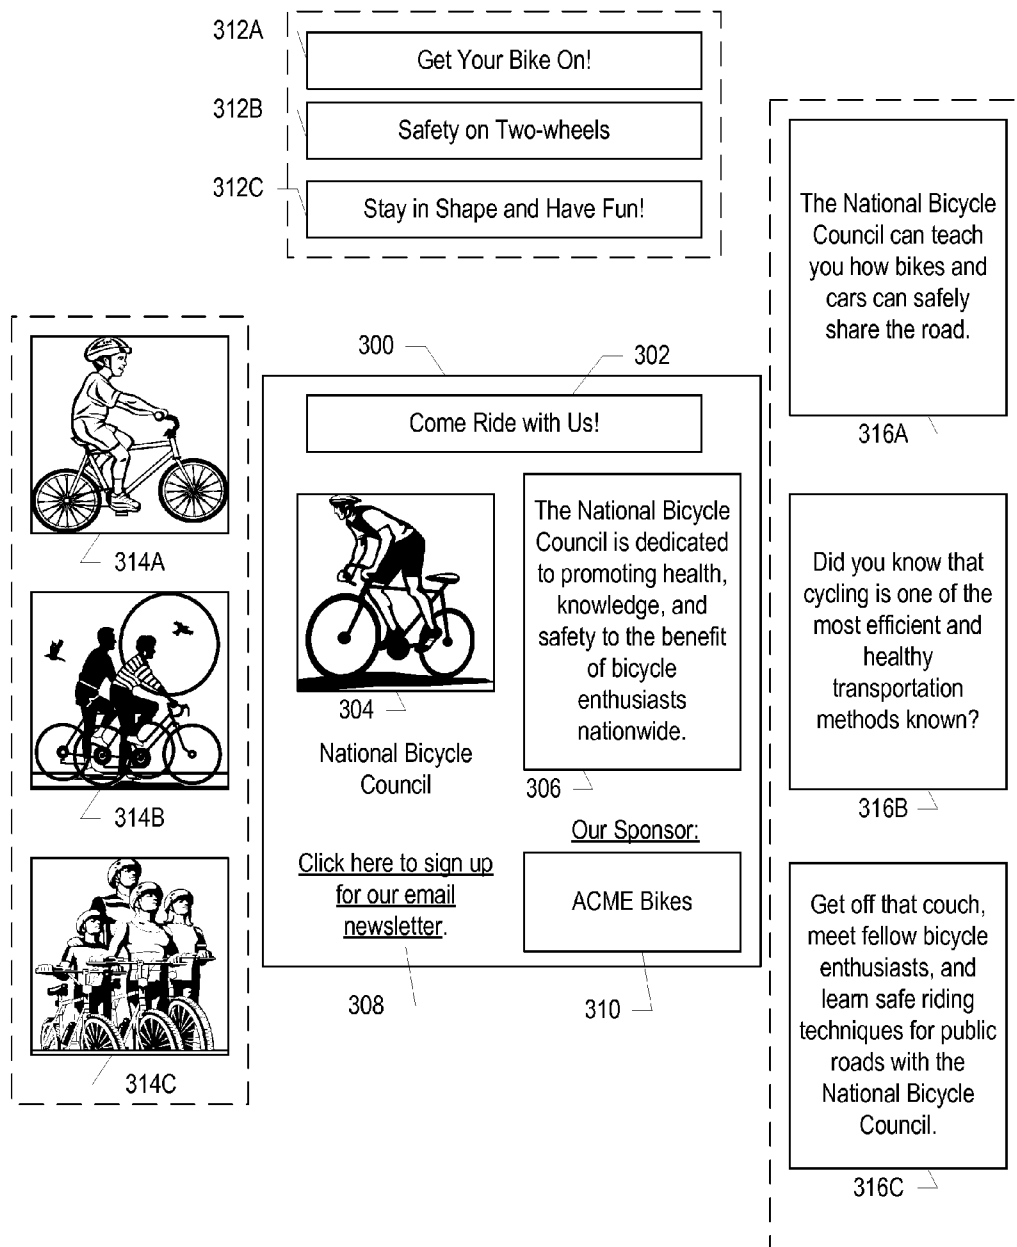 312A
Get Your Bike On!
312B
Safety on Two-wheels
312C
Stay in Shape and Have Fun!
314A
314B
314C
300
302
Come Ride with Us!
304
National Bicycle
Council
The National Bicycle
Council is dedicated
to promoting health,
knowledge, and
safety to the benefit
of bicycle
enthusiasts
nationwide.
306
Click here to sign up
for our email
newsletter.
308
Our Sponsor:
ACME Bikes
310
The National Bicycle
Council can teach
you how bikes and
cars can safely
share the road.
316A
Did you know that
cycling is one of the
most efficient and
healthy
transportation
methods known?
316B
Get off that couch,
meet fellow bicycle
enthusiasts, and
learn safe riding
techniques for public
roads with the
National Bicycle
Council.
316C